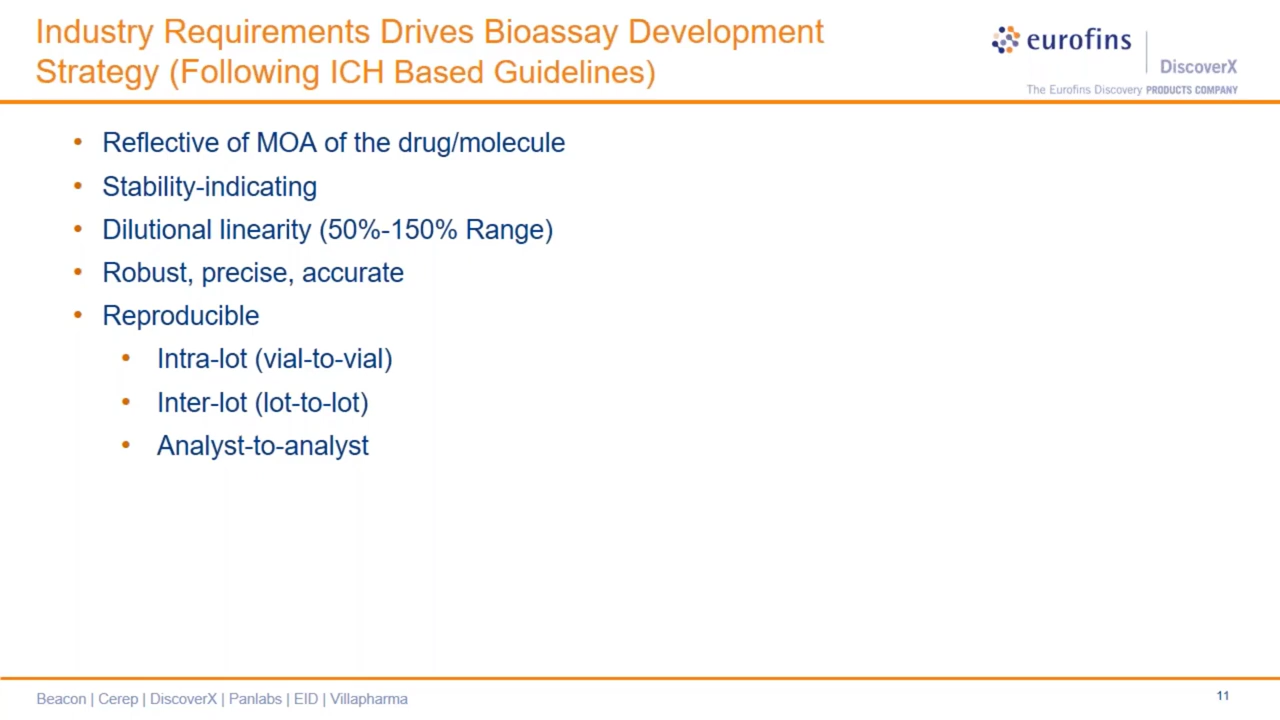 Industry Requirements Drives Bioassay Development
Strategy (Following ICH Based Guidelines)
eurofins
DiscoverX
The Eurofins Discovery PRODUCTS COMPANY
• Reflective of MOA of the drug/molecule
• Stability-indicating
• Dilutional linearity (50%-150% Range)
• Robust, precise, accurate
• Reproducible
• Intra-lot (vial-to-vial)
• Inter-lot (lot-to-lot)
• Analyst-to-analyst
Beacon | Cerep | DiscoverX | Panlabs | EID | Villapharma
11